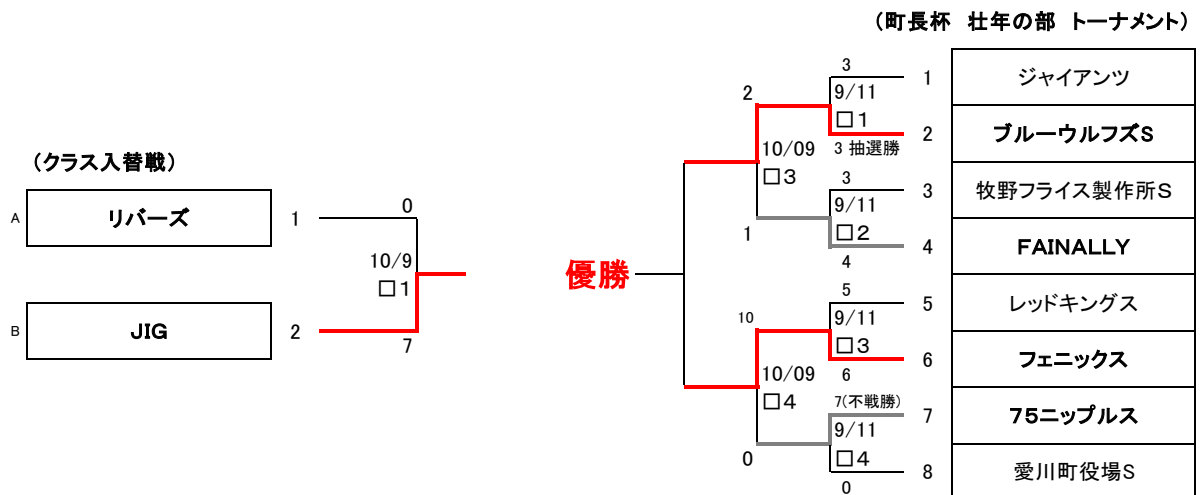 （町長杯 壮年の部 トーナメント）
3
1 ジャイアンツ
9/11
2
□1
2 ブルーウルフズS
3 抽選勝
10/09
□3
3
3 牧野フライス製作所S
9/11
1
□2
4 FAINALLY
4
優勝
5
5 レッドキングス
9/11
10
□3
6 フェニックス
6
10/09
□4
7(不戦勝)
7 75ニップルス
9/11
0
□4
8 愛川町役場S
0
（クラス入替戦）
A リバーズ 1
0
10/9
□1
B JIG 2
7